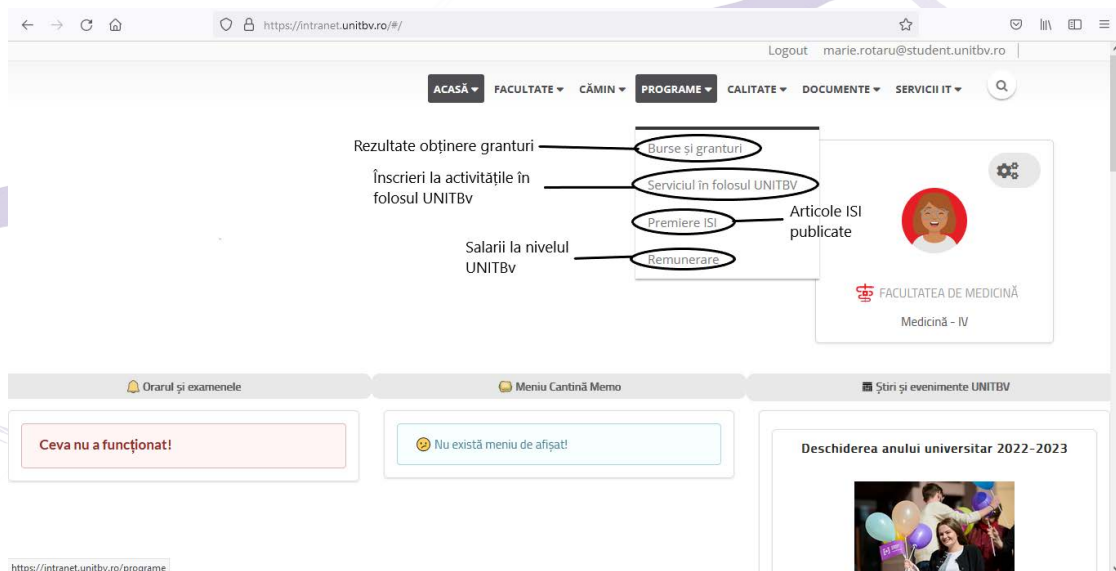 https://intranet.unitbv.ro/#/
Logout marie.rotaru@student.unitbv.ro
ACASĂ FACULTATE CĂMIN PROGRAME CALITATE DOCUMENTE SERVICII IT
Rezultate obținere granturi
Burse și granturi
Înscrieri la activitățile în
folosul UNITBv
Serviciul în folosul UNITBV
Premiere ISI
Articole ISI
publicate
Salarii la nivelul
UNITBv
Remunerare
FACULTATEA DE MEDICINĂ
Medicină - IV
Orarul și examenele
Meniu Cantină Memo
Știri și evenimente UNITBV
Ceva nu a funcționat!
Nu există meniu de afișat!
Deschiderea anului universitar 2022-2023
https://intranet.unitbv.ro/programe